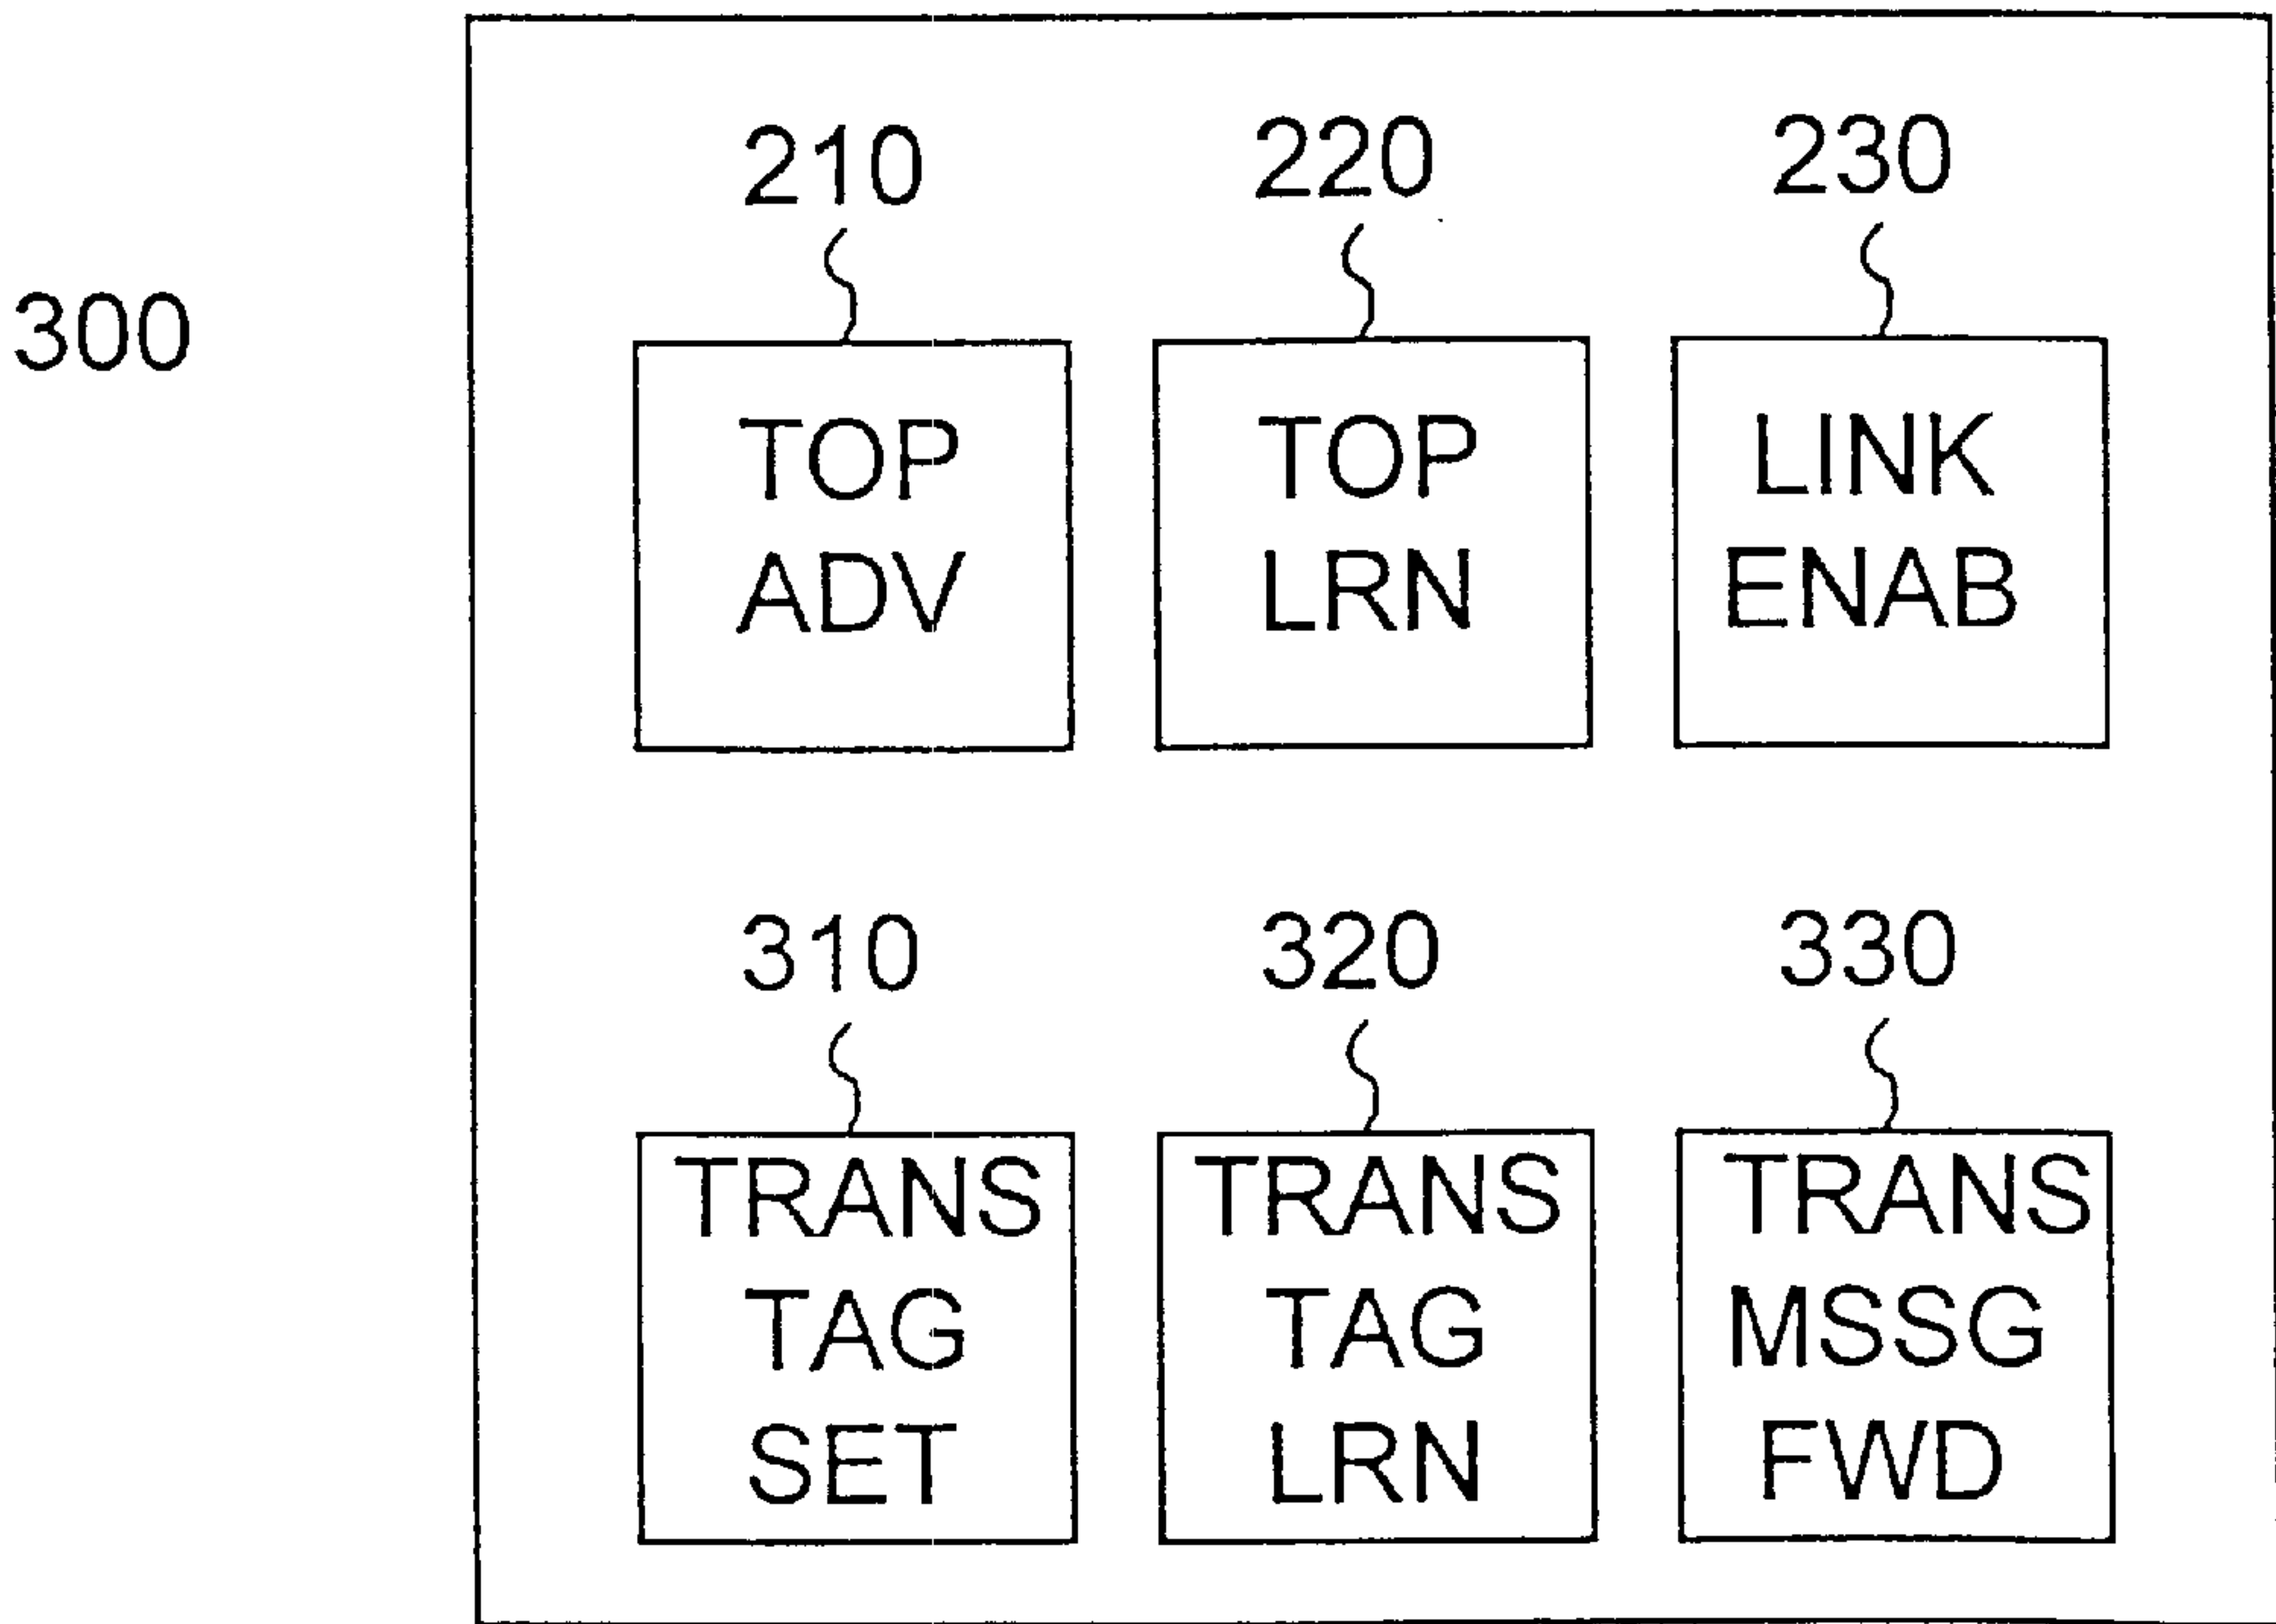 210 220 230
300
TOP TOP LINK
ADV LRN ENAB
310 320 330
TRANS TRANS TRANS
TAG TAG MSSG
SET LRN FWD